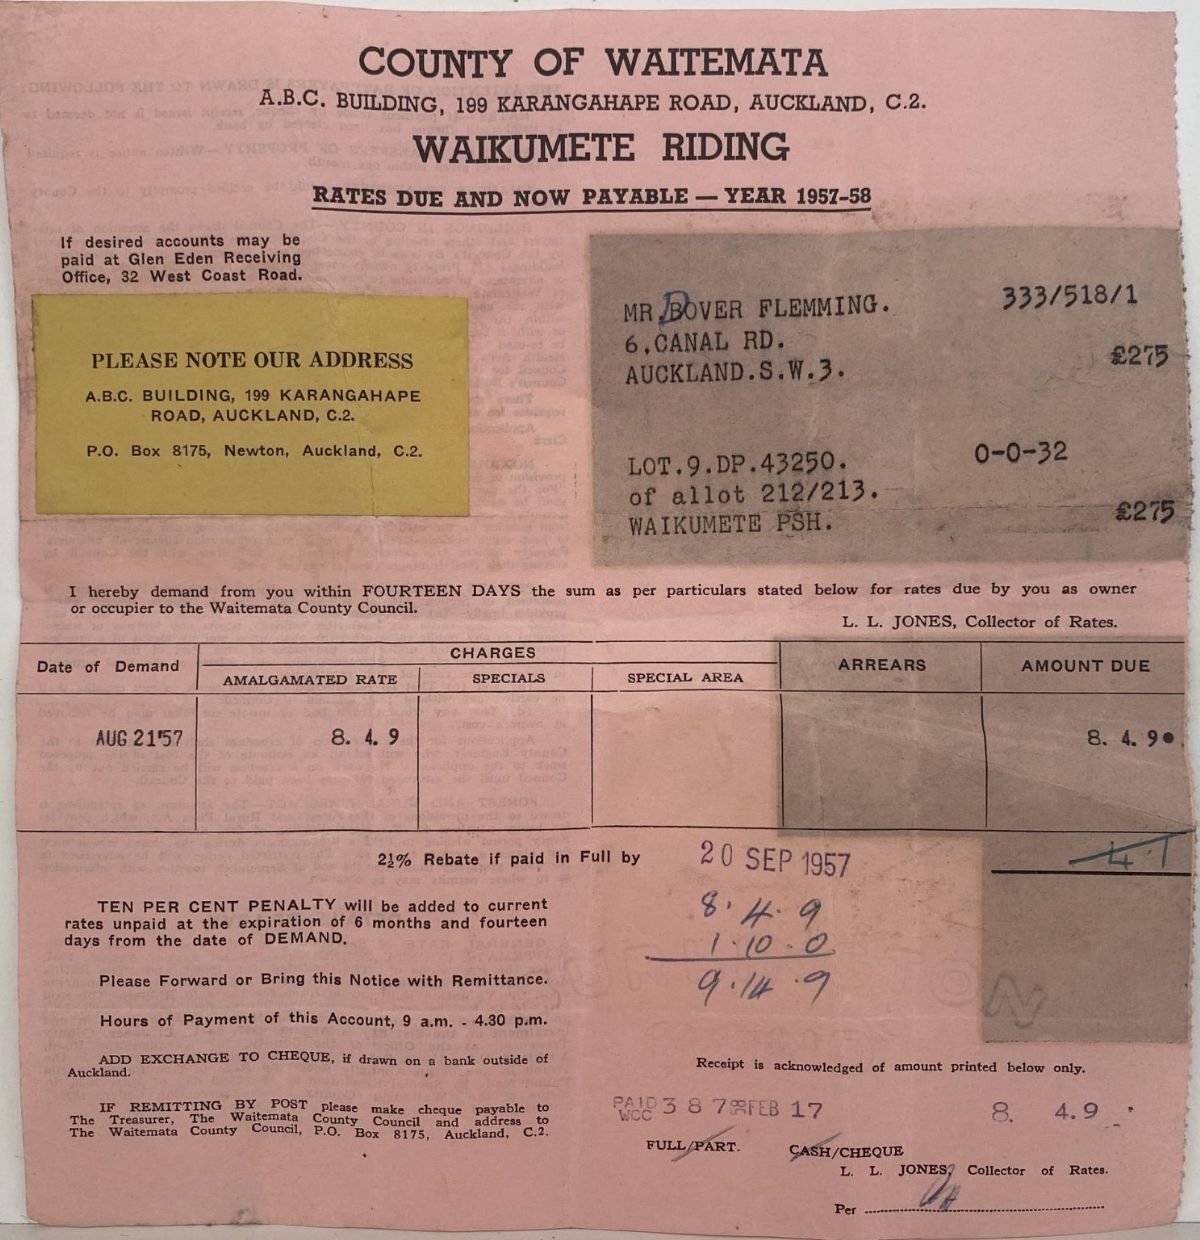 COUNTY OF WAITEMATA
A.B.C. BUILDING, 199 KARANGAHAPE ROAD, AUCKLAND, C.2.
WAIKUMETE RIDING
RATES DUE AND NOW PAYABLE — YEAR 1957-58
If desired accounts may be
paid at Glen Eden Receiving
Office, 32 West Coast Road.
PLEASE NOTE OUR ADDRESS
A.B.C. BUILDING, 199 KARANGAHAPE
ROAD, AUCKLAND, C.2.
P.O. Box 8175, Newton, Auckland, C.2.
MR. DOVER FLEMMING. 333/518/1
6.CANAL RD. £275
AUCKLAND.S.W.3.
LOT.9.DP.43250. 0-0-32
of allot 212/213.
WAIKUMETE PSH. £275
I hereby demand from you within FOURTEEN DAYS the sum as per particulars stated below for rates due by you as owner
or occupier to the Waitemata County Council.
L. L. JONES, Collector of Rates.
Date of Demand CHARGES ARREARS AMOUNT DUE
AMALGAMATED RATE SPECIALS SPECIAL AREA
AUG 21'57 8. 4. 9 8. 4. 9
4.1
2½% Rebate if paid in Full by 20 SEP 1957
8. 4. 9
1.10.0
9.14.9
TEN PER CENT PENALTY will be added to current
rates unpaid at the expiration of 6 months and fourteen
days from the date of DEMAND.
Please Forward or Bring this Notice with Remittance.
Hours of Payment of this Account, 9 a.m. - 4.30 p.m.
ADD EXCHANGE TO CHEQUE, if drawn on a bank outside of
Auckland.
IF REMITTING BY POST please make cheque payable to
The Treasurer, The Waitemata County Council and address to
The Waitemata County Council, P.O. Box 8175, Auckland, C.2.
Receipt is acknowledged of amount printed below only.
PAID
WCC 3 8 7 FEB 17 8. 4.9
FULL/PART. CASH/CHEQUE
L. L. JONES, Collector of Rates.
Per